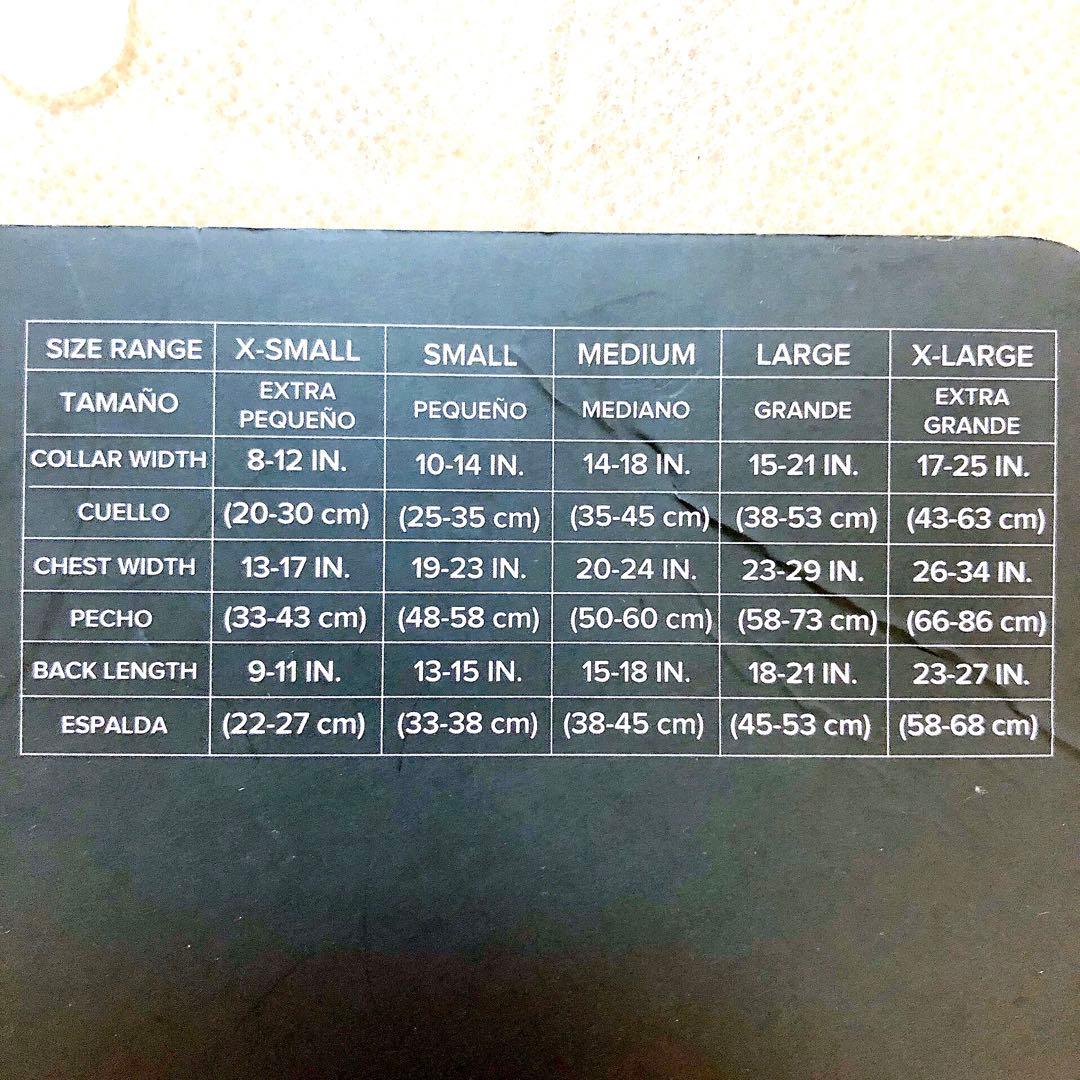 SIZE RANGE X-SMALL SMALL MEDIUM LARGE X-LARGE
TAMAÑO EXTRA PEQUEÑO PEQUEÑO MEDIANO GRANDE EXTRA GRANDE
COLLAR WIDTH 8-12 IN. 10-14 IN. 14-18 IN. 15-21 IN. 17-25 IN.
CUELLO (20-30 cm) (25-35 cm) (35-45 cm) (38-53 cm) (43-63 cm)
CHEST WIDTH 13-17 IN. 19-23 IN. 20-24 IN. 23-29 IN. 26-34 IN.
PECHO (33-43 cm) (48-58 cm) (50-60 cm) (58-73 cm) (66-86 cm)
BACK LENGTH 9-11 IN. 13-15 IN. 15-18 IN. 18-21 IN. 23-27 IN.
ESPALDA (22-27 cm) (33-38 cm) (38-45 cm) (45-53 cm) (58-68 cm)